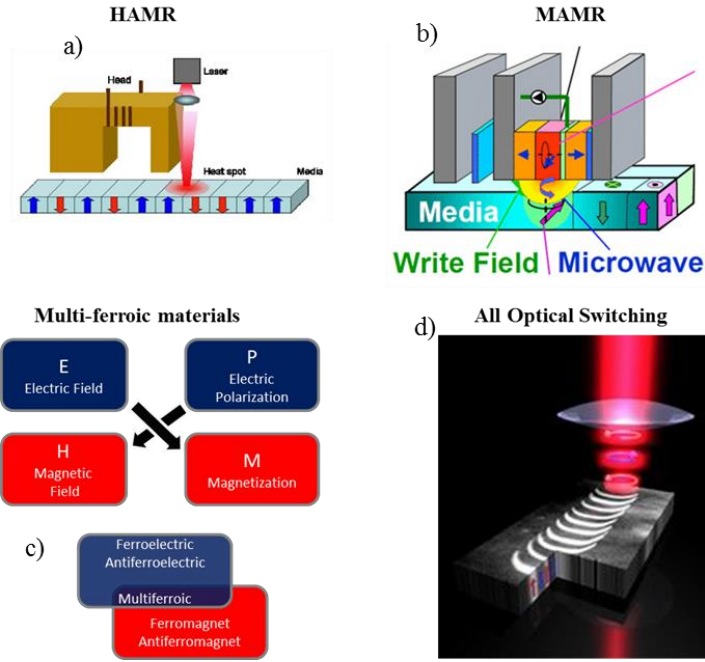 HAMR
MAMR
a)
b)
Laser
Head
Heat spot
Media
Media
Write Field
Microwave
Multi-ferroic materials
All Optical Switching
d)
E
Electric Field
P
Electric
Polarization
H
Magnetic
Field
M
Magnetization
c)
Ferroelectric
Antiferroelectric
Multiferroic
Ferromagnet
Antiferromagnet